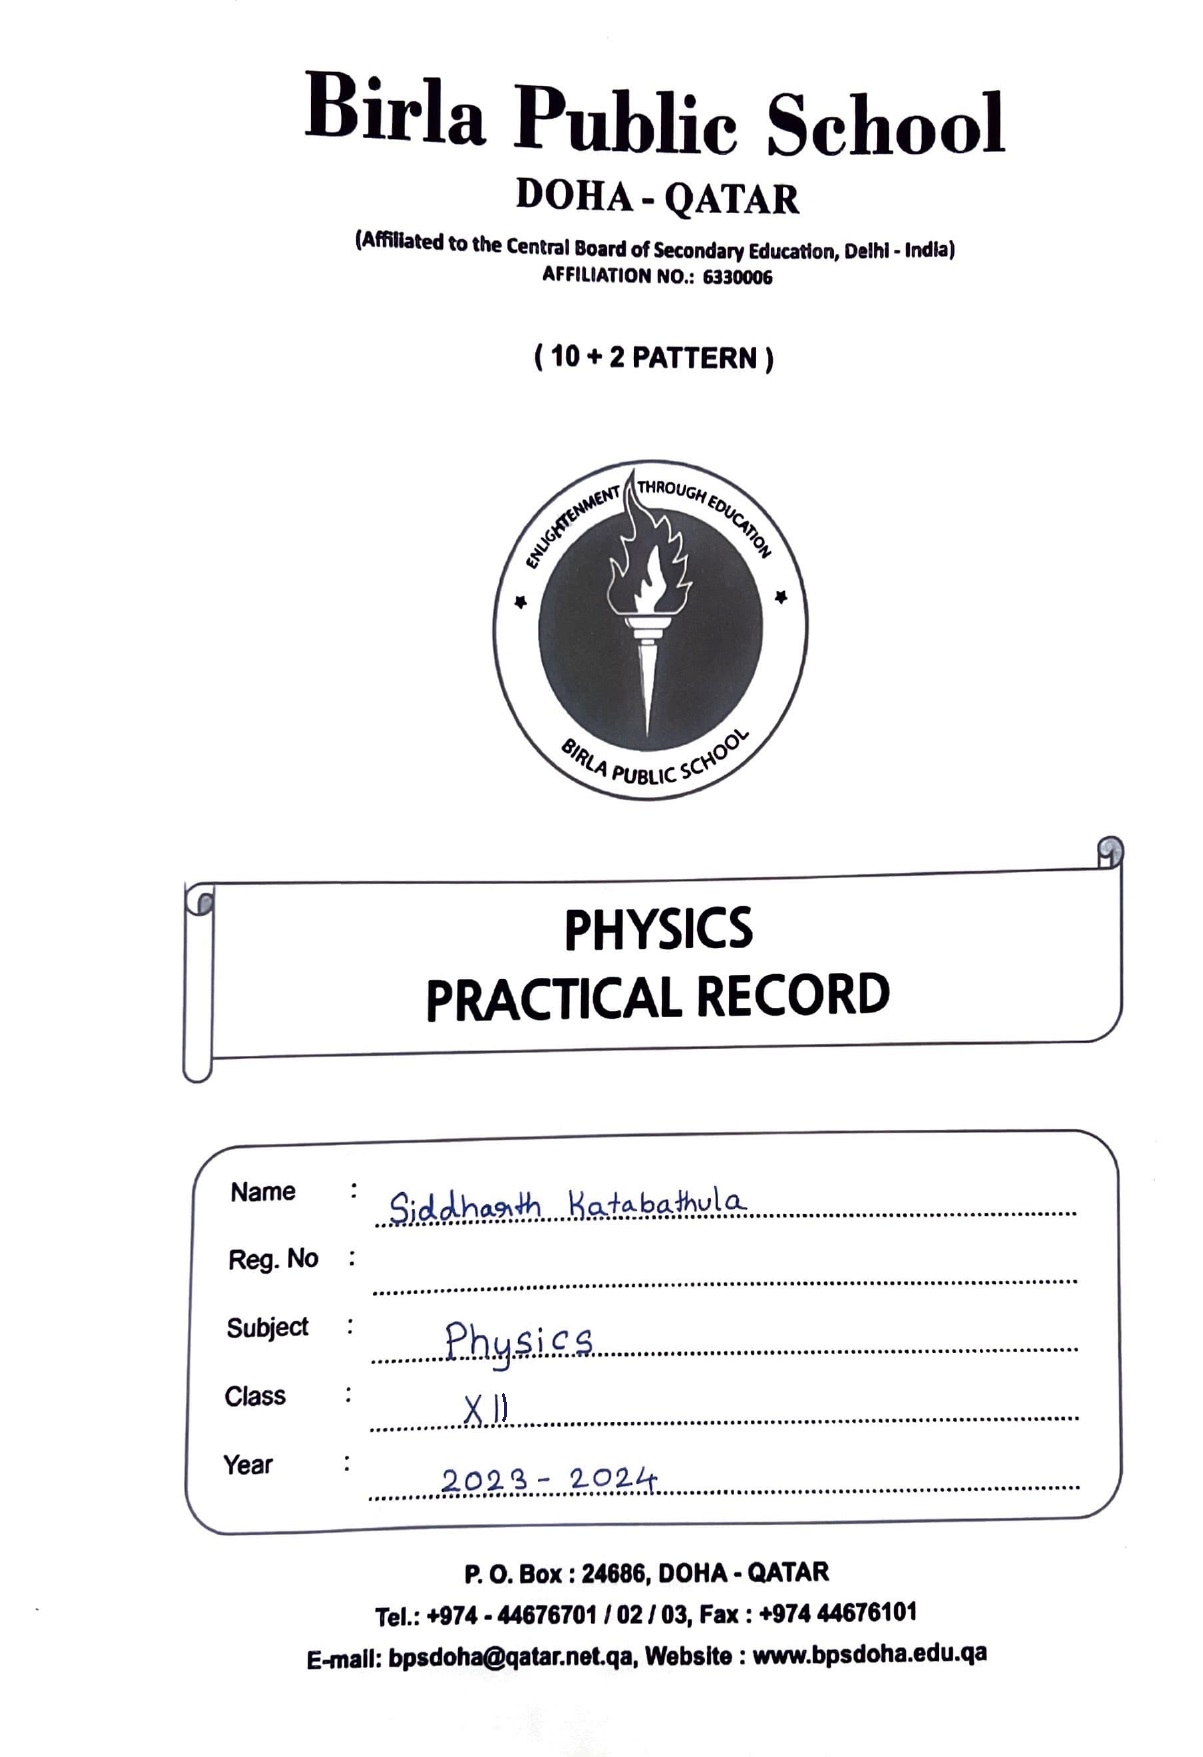 Birla Public School
DOHA - QATAR
(Affiliated to the Central Board of Secondary Education, Delhi - India)
AFFILIATION NO.: 6330006
( 10 + 2 PATTERN )
ENLIGHTENMENT THROUGH EDUCATION
BIRLA PUBLIC SCHOOL
PHYSICS
PRACTICAL RECORD
Name : Siddharth Katabathula
Reg. No :
Subject : Physics
Class : XII
Year : 2023 - 2024
P. O. Box : 24686, DOHA - QATAR
Tel.: +974 - 44676701 / 02 / 03, Fax : +974 44676101
E-mail: bpsdoha@qatar.net.qa, Website : www.bpsdoha.edu.qa